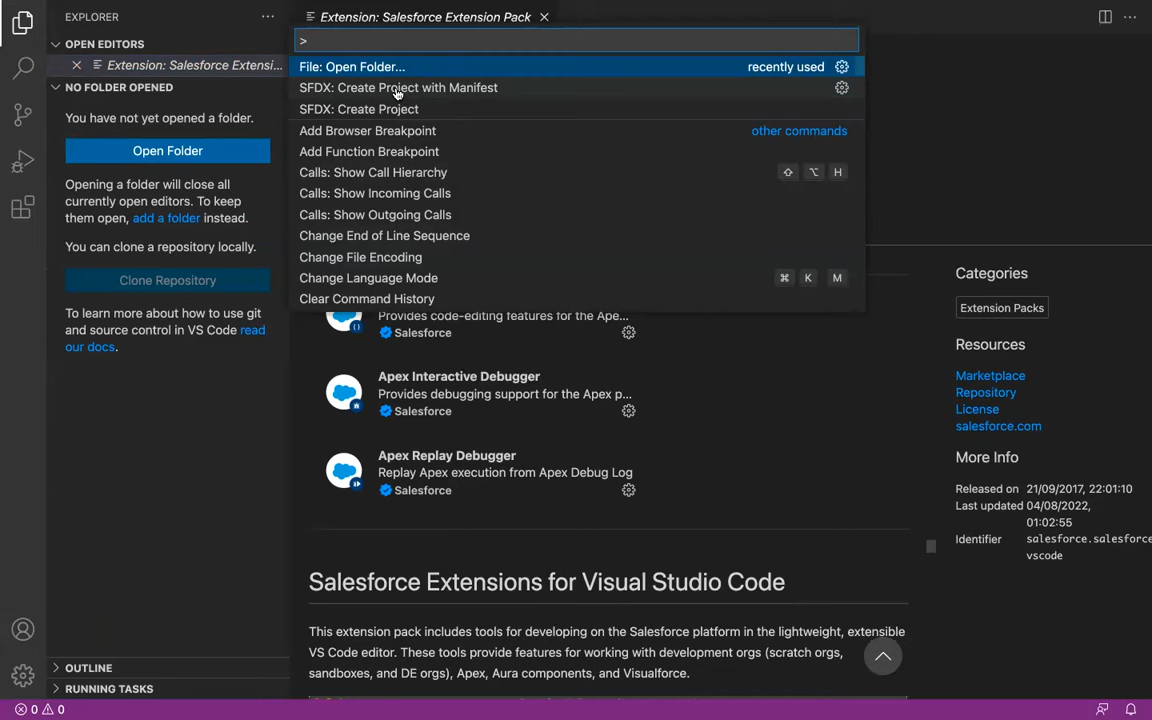 EXPLORER
OPEN EDITORS
Extension: Salesforce Extensi...
NO FOLDER OPENED
You have not yet opened a folder.
Open Folder
Opening a folder will close all
currently open editors. To keep
them open, add a folder instead.
You can clone a repository locally.
Clone Repository
To learn more about how to use git
and source control in VS Code read
our docs.
OUTLINE
RUNNING TASKS
0 0
Extension: Salesforce Extension Pack
>
File: Open Folder... recently used
SFDX: Create Project with Manifest
SFDX: Create Project
Add Browser Breakpoint other commands
Add Function Breakpoint
Calls: Show Call Hierarchy ⇧ ⌥ H
Calls: Show Incoming Calls
Calls: Show Outgoing Calls
Change End of Line Sequence
Change File Encoding
Change Language Mode ⌘ K M
Clear Command History
Provides code-editing features for the Ape...
Salesforce
Apex Interactive Debugger
Provides debugging support for the Apex p...
Salesforce
Apex Replay Debugger
Replay Apex execution from Apex Debug Log
Salesforce
Salesforce Extensions for Visual Studio Code
This extension pack includes tools for developing on the Salesforce platform in the lightweight, extensible
VS Code editor. These tools provide features for working with development orgs (scratch orgs,
sandboxes, and DE orgs), Apex, Aura components, and Visualforce.
Categories
Extension Packs
Resources
Marketplace
Repository
License
salesforce.com
More Info
Released on 21/09/2017, 22:01:10
Last updated 04/08/2022,
01:02:55
Identifier salesforce.salesforce
vscode